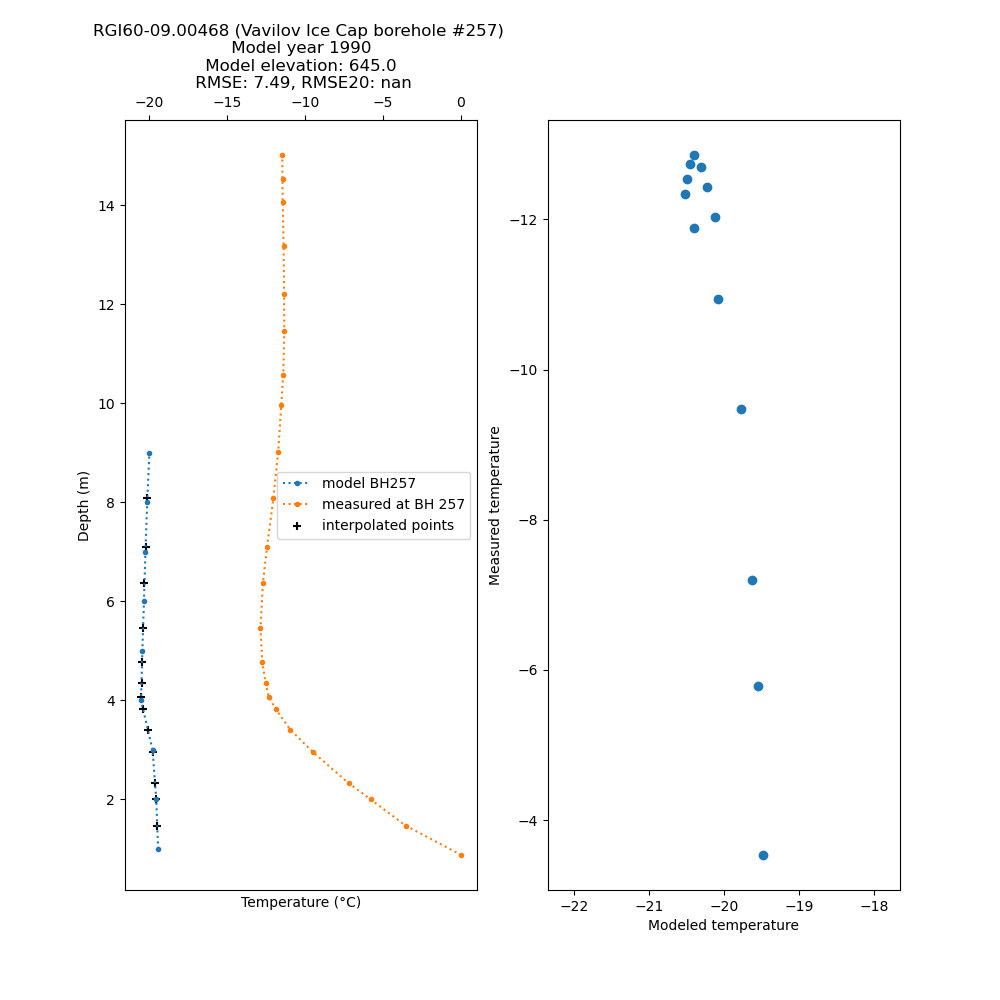 RGI60-09.00468 (Vavilov Ice Cap borehole #257)
Model year 1990
Model elevation: 645.0
RMSE: 7.49, RMSE20: nan
−20 −15 −10 −5 0
14
12
10
8
6
4
2
Depth (m)
model BH257
measured at BH 257
interpolated points
Temperature (°C)
−12
−10
−8
−6
−4
Measured temperature
−22 −21 −20 −19 −18
Modeled temperature